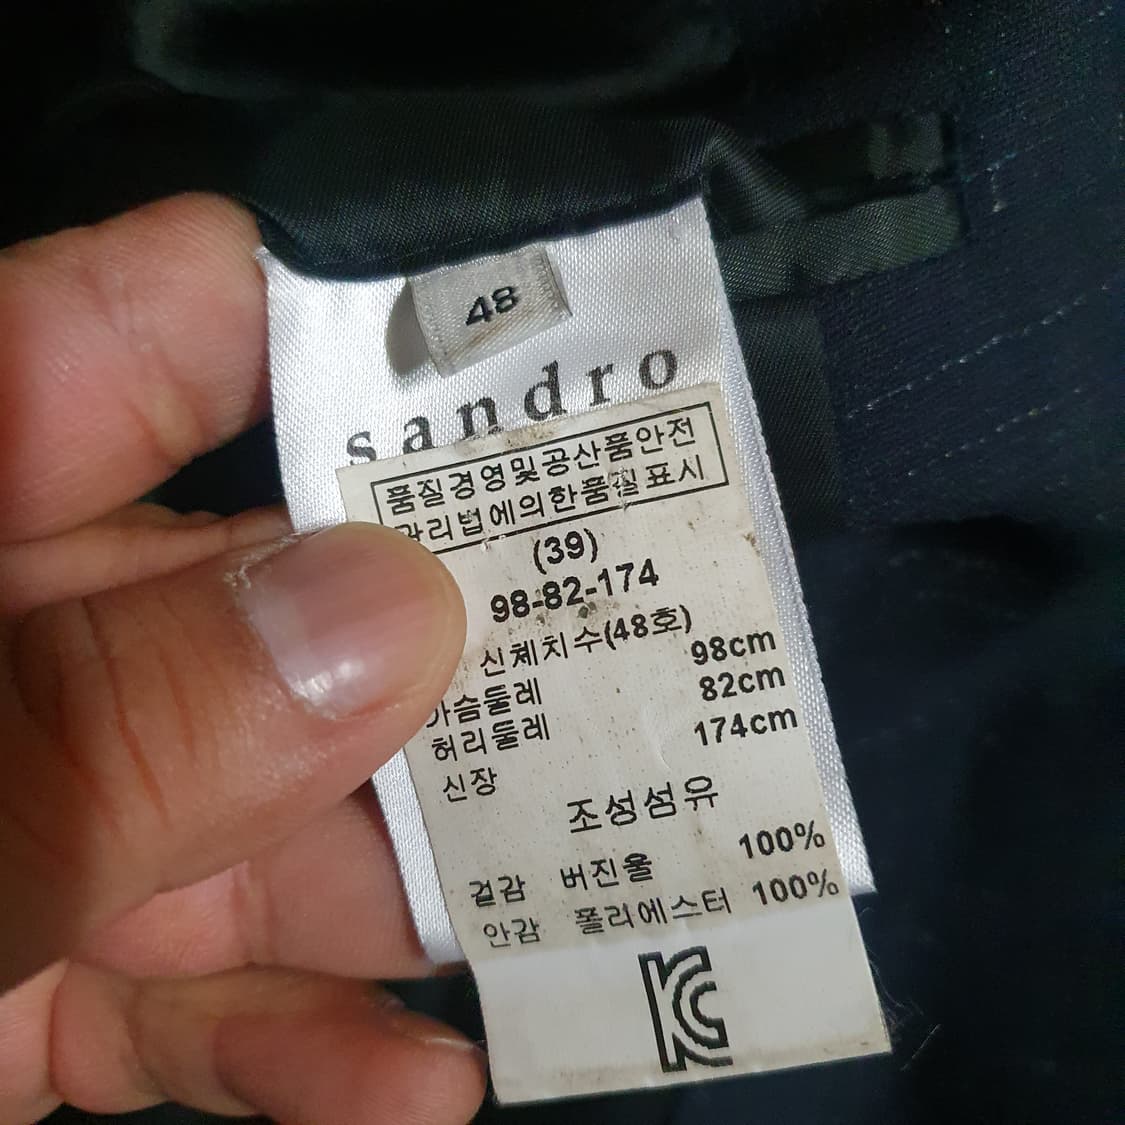 48
sandro
품질경영및공산품안전
관리법에의한품질표시
(39)
98-82-174
신체치수(48호)
가슴둘레 98cm
허리둘레 82cm
신장 174cm
조성섬유
겉감 버진울 100%
안감 폴리에스터 100%
KC